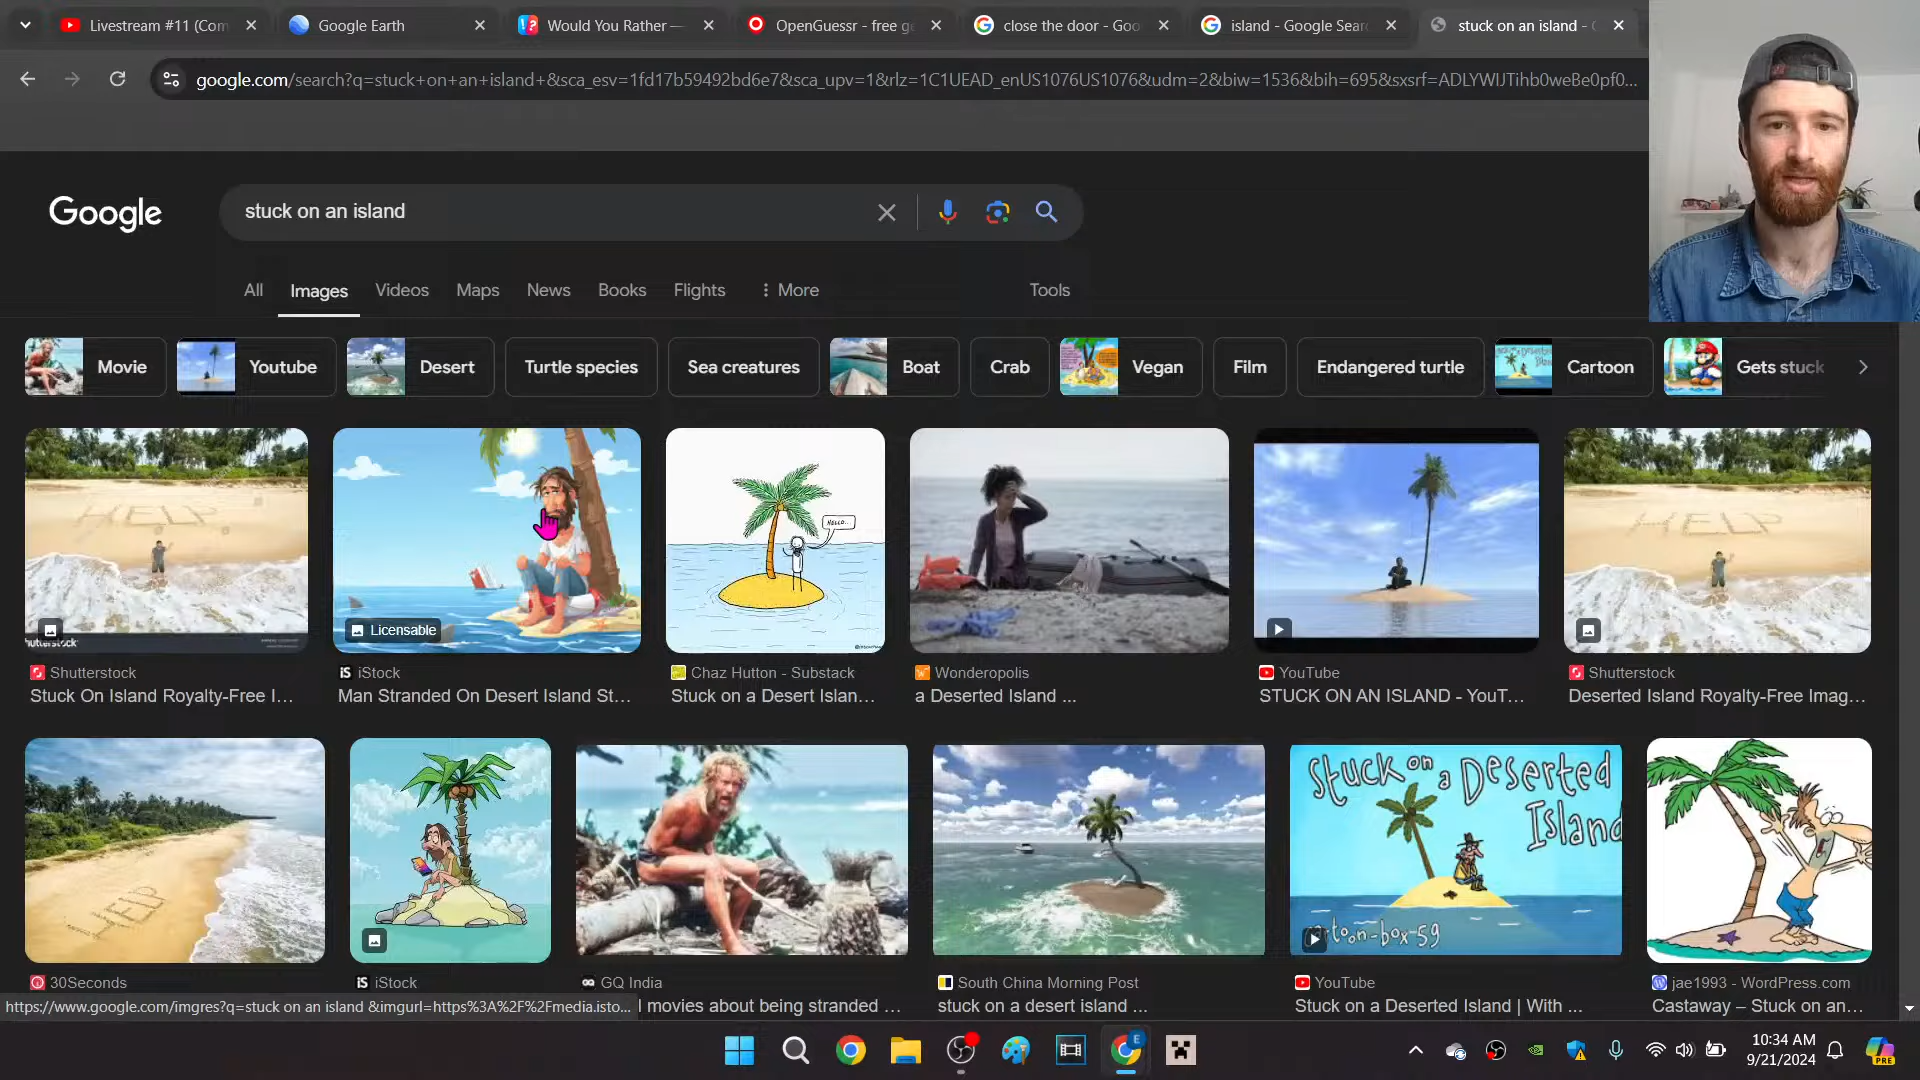 Livestream #11 (Com
Google Earth
Would You Rather —
OpenGuessr - free ge
close the door - Goo
island - Google Sear
stuck on an island -
google.com/search?q=stuck+on+an+island+&sca_esv=1fd17b59492bd6e7&sca_upv=1&rlz=1C1UEAD_enUS1076US1076&udm=2&biw=1536&bih=695&sxsrf=ADLYWIJTihb0weBe0pf0...
Google
stuck on an island
All
Images
Videos
Maps
News
Books
Flights
More
Tools
Movie
Youtube
Desert
Turtle species
Sea creatures
Boat
Crab
Vegan
Film
Endangered turtle
Cartoon
Gets stuck
HELP
Licensable
HELLO...
HELP
Shutterstock
Stuck On Island Royalty-Free I...
iS iStock
Man Stranded On Desert Island St...
Chaz Hutton - Substack
Stuck on a Desert Islan...
Wonderopolis
a Deserted Island ...
YouTube
STUCK ON AN ISLAND - YouT...
Shutterstock
Deserted Island Royalty-Free Imag...
HELP
Stuck on a Deserted
Island
30Seconds
iS iStock
GQ India
l movies about being stranded ...
South China Morning Post
stuck on a desert island ...
YouTube
Stuck on a Deserted Island | With ...
jae1993 - WordPress.com
Castaway – Stuck on an...
https://www.google.com/imgres?q=stuck on an island &imgurl=https%3A%2F%2Fmedia.isto...
E
10:34 AM
9/21/2024
PRE